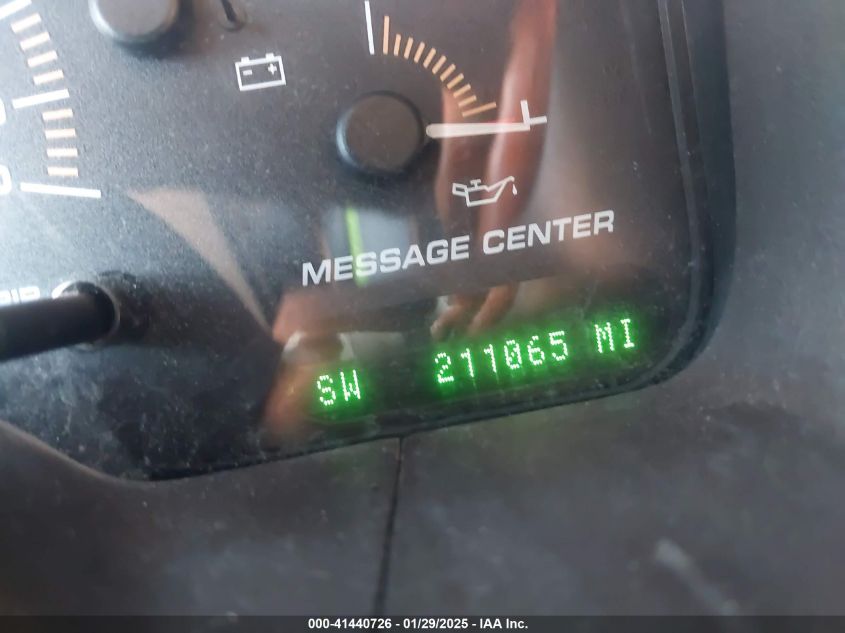 L
MESSAGE CENTER
SW 211065 MI
000-41440726 — 01/29/2025 - IAA Inc.